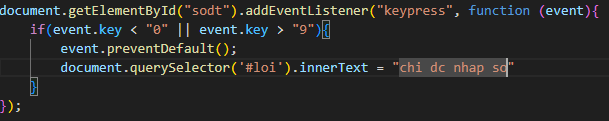 document.getElementById("sodt").addEventListener("keypress", function (event){
if(event.key < "0" || event.key > "9"){
event.preventDefault();
document.querySelector('#loi').innerText = "chi dc nhap so"
}
});